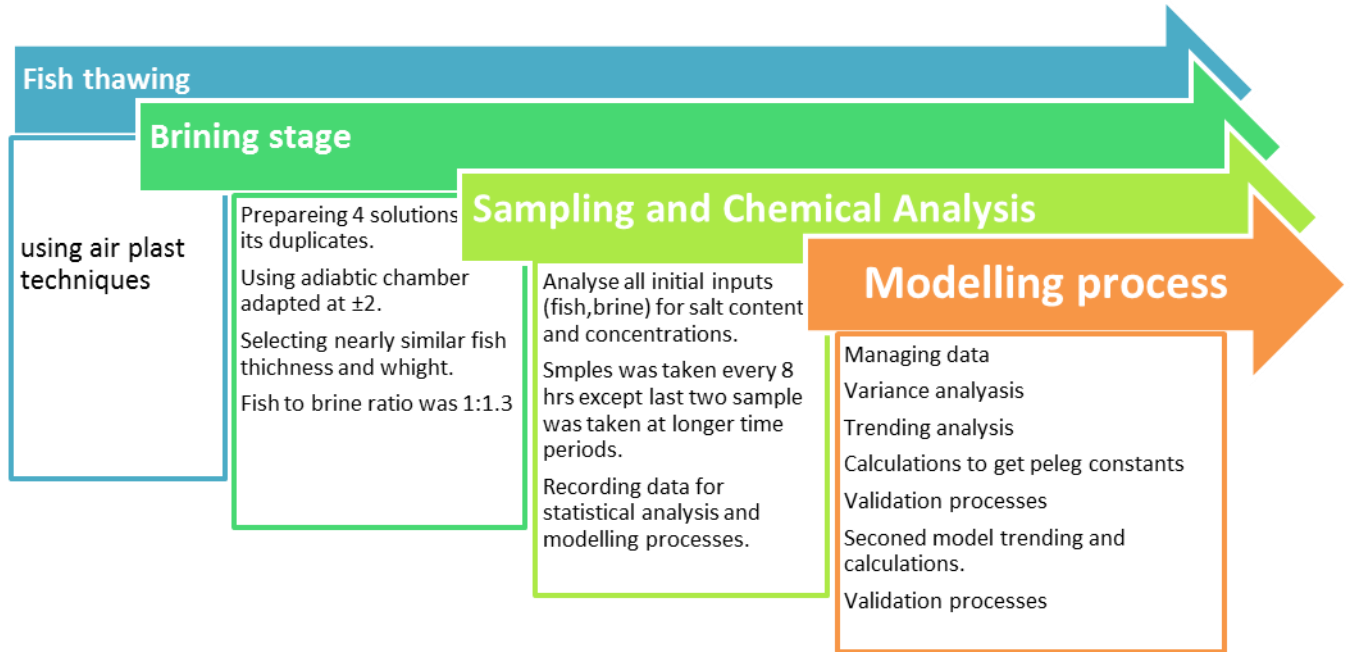 Fish thawing
using air plast
techniques
Brining stage
Prepareing 4 solutions
its duplicates.
Using adiabtic chamber
adapted at ±2.
Selecting nearly similar fish
thichness and whight.
Fish to brine ratio was 1:1.3
Sampling and Chemical Analysis
Analyse all initial inputs
(fish,brine) for salt content
and concentrations.
Smples was taken every 8
hrs except last two sample
was taken at longer time
periods.
Recording data for
statistical analysis and
modelling processes.
Modelling process
Managing data
Variance analyasis
Trending analysis
Calculations to get peleg constants
Validation processes
Seconed model trending and
calculations.
Validation processes